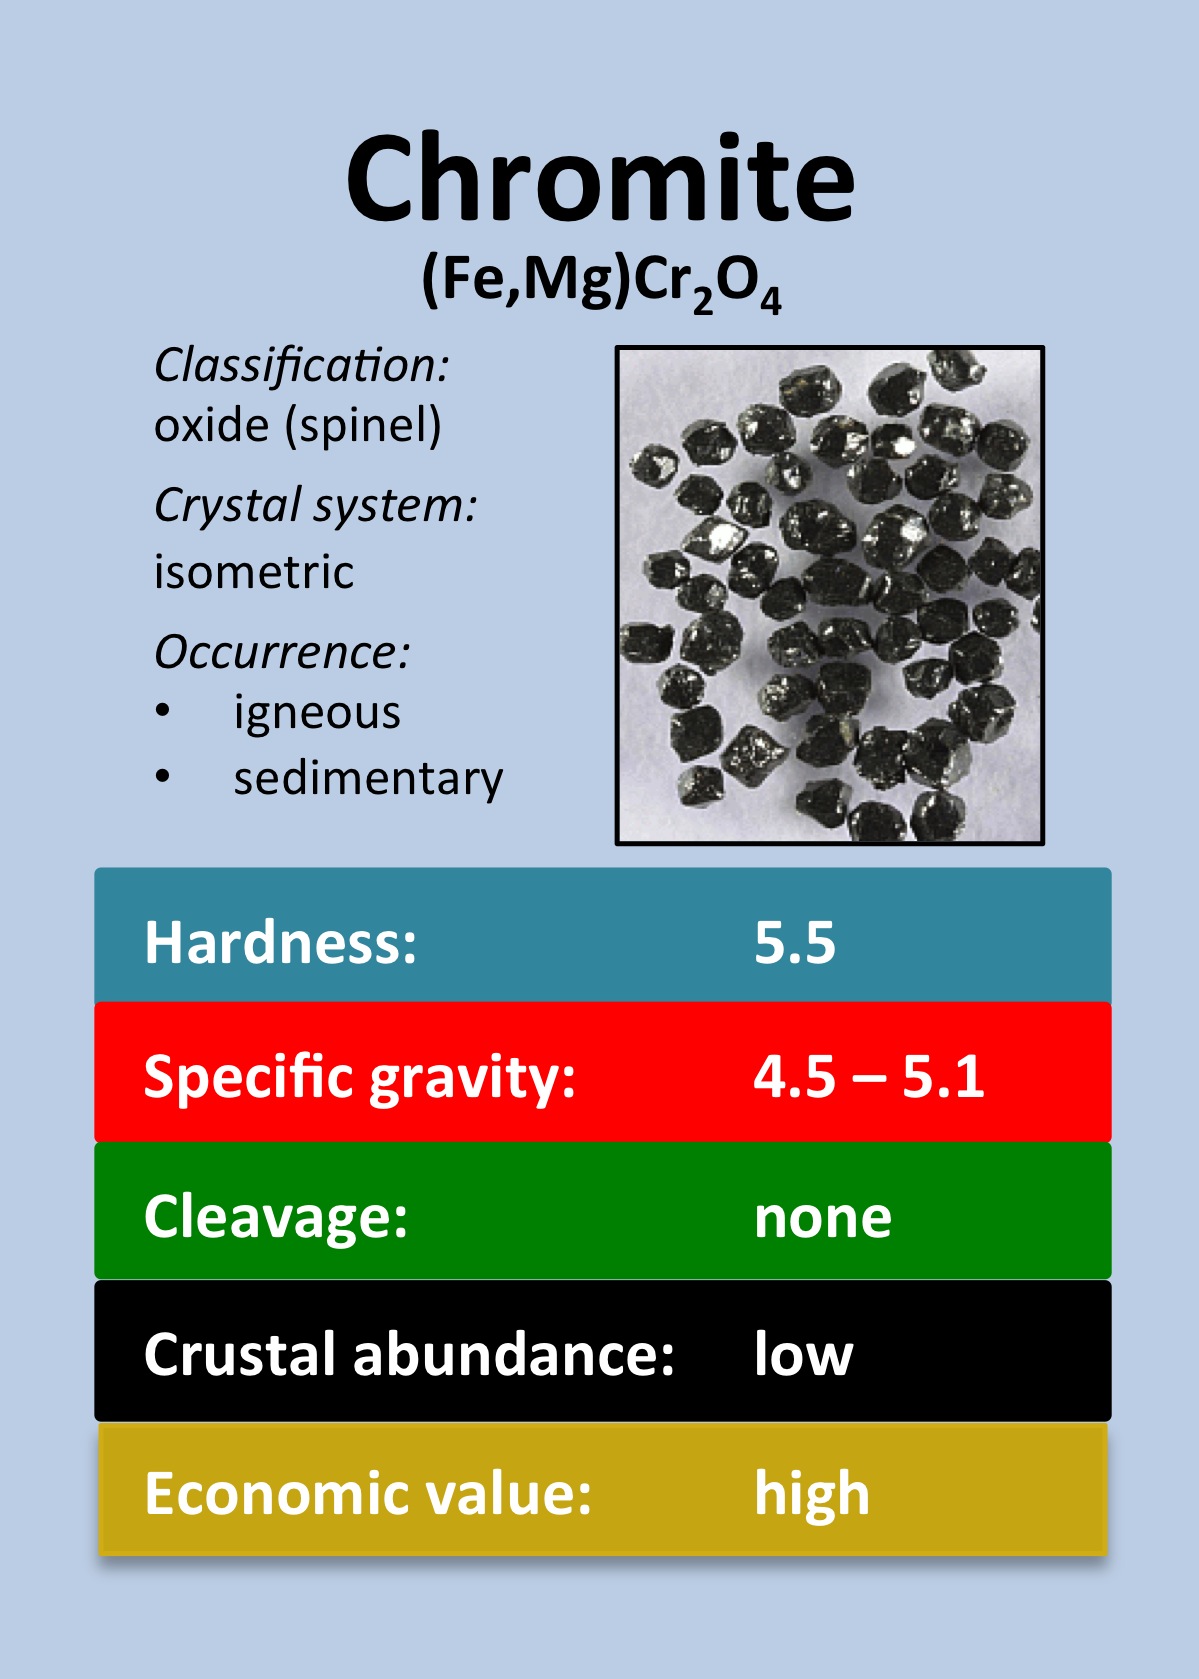 Chromite
(Fe,Mg)Cr₂O₄
Classification:
oxide (spinel)
Crystal system:
isometric
Occurrence:
• igneous
• sedimentary
Hardness: 5.5
Specific gravity: 4.5 – 5.1
Cleavage: none
Crustal abundance: low
Economic value: high